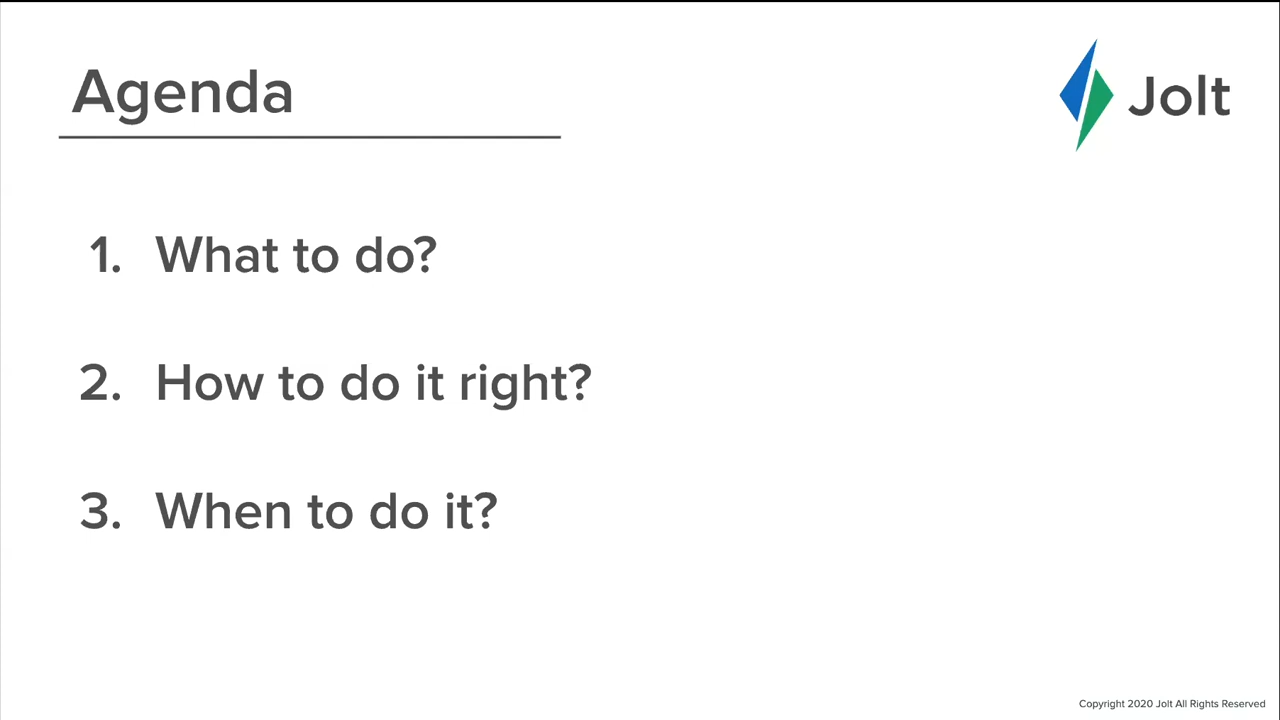 Agenda
Jolt
1. What to do?
2. How to do it right?
3. When to do it?
Copyright 2020 Jolt All Rights Reserved